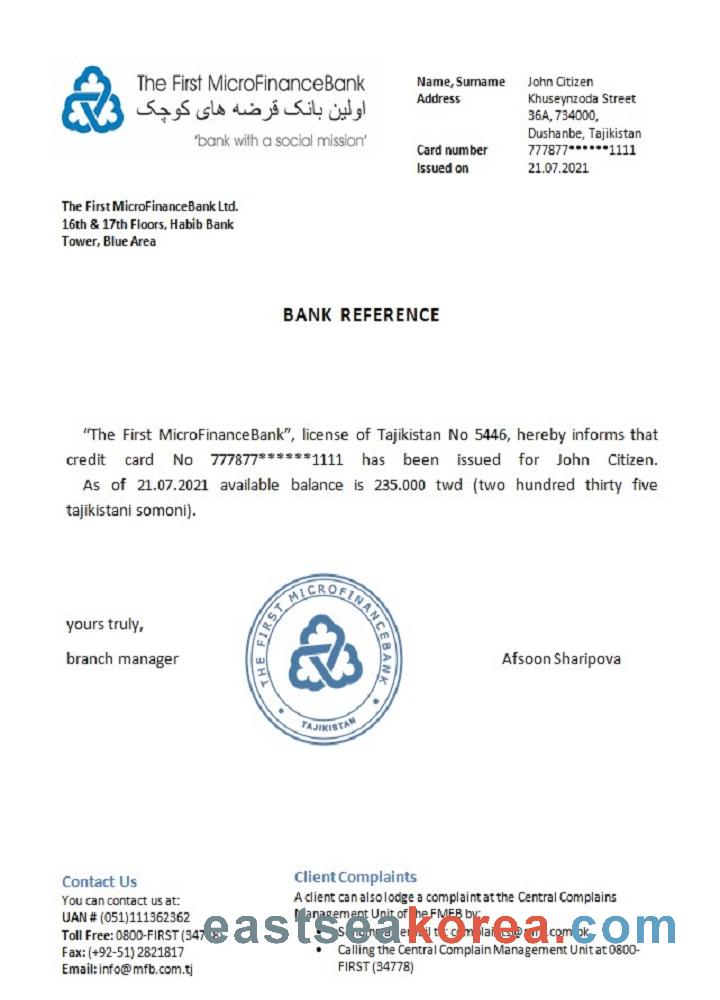 The First MicroFinanceBank
اولین بانک قرضه های کوچک
'bank with a social mission'
Name, Surname John Citizen
Address Khuseynzoda Street
36A, 734000,
Dushanbe, Tajikistan
Card number 777877******1111
Issued on 21.07.2021
The First MicroFinanceBank Ltd.
16th & 17th Floors, Habib Bank
Tower, Blue Area
BANK REFERENCE
“The First MicroFinanceBank”, license of Tajikistan No 5446, hereby informs that
credit card No 777877******1111 has been issued for John Citizen.
As of 21.07.2021 available balance is 235.000 twd (two hundred thirty five
tajikistani somoni).
yours truly,
branch manager
THE FIRST MICROFINANCEBANK
TAJIKISTAN
Afsoon Sharipova
Contact Us
You can contact us at:
UAN # (051)111362362
Toll Free: 0800-FIRST
Fax: (+92-51) 2821817
Email: info@mfb.com.tj
Client Complaints
A client can also lodge a complaint at the Central Complains
Management Unit of the FMFB by:
• Calling the Central Complain Management Unit at 0800-
FIRST (34778)
eastseakorea.com